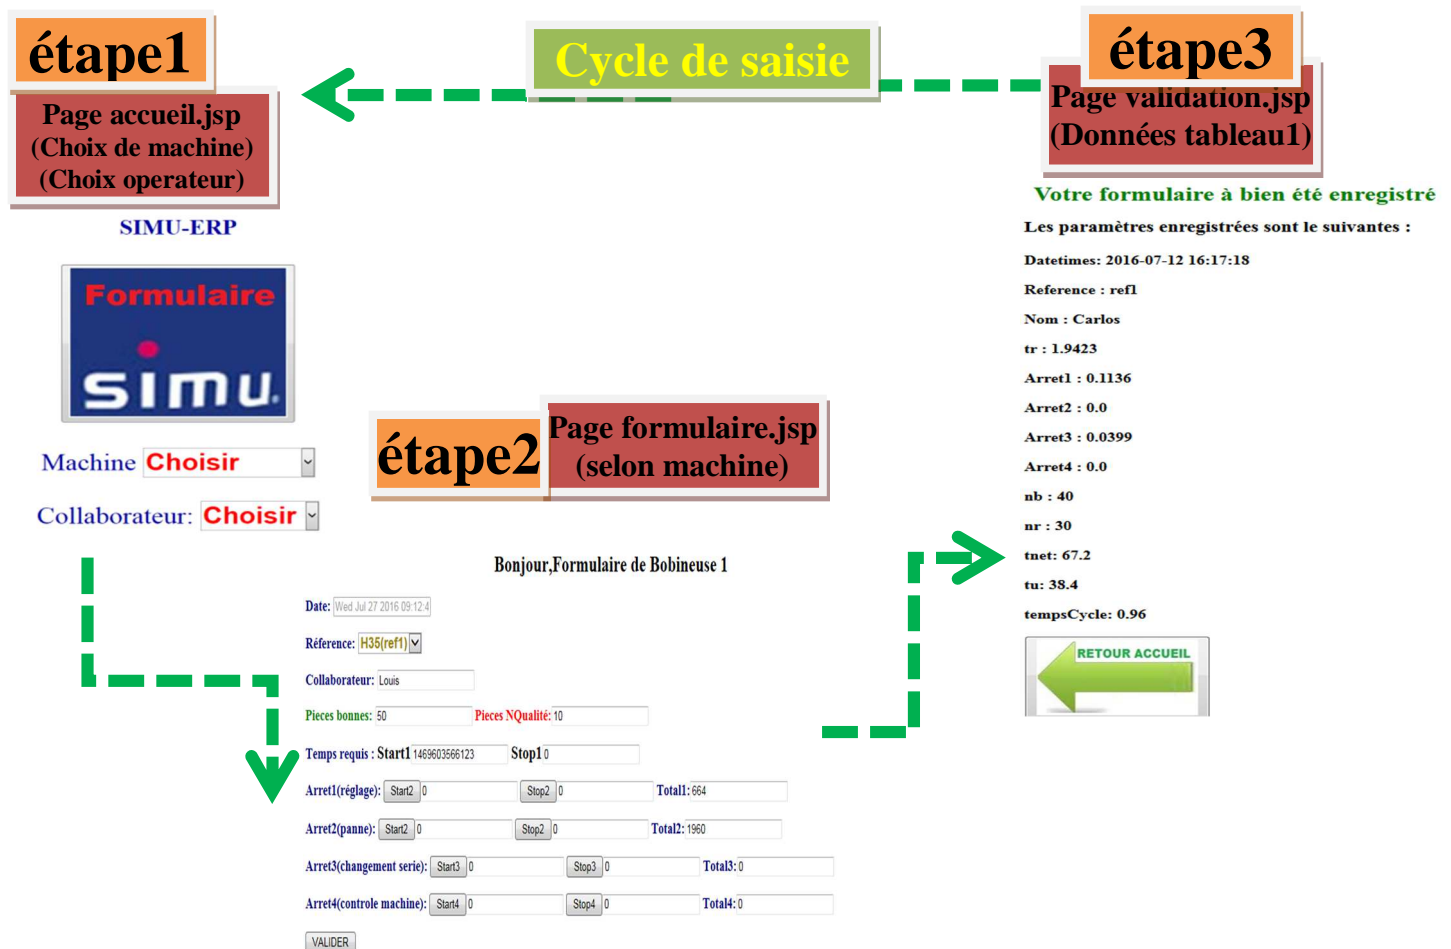 étape1
Cycle de saisie
étape3
Page accueil.jsp
(Choix de machine)
(Choix operateur)
Page validation.jsp
(Données tableau1)
SIMU-ERP
Formulaire
simu.
Machine Choisir
Collaborateur: Choisir
étape2
Page formulaire.jsp
(selon machine)
Bonjour,Formulaire de Bobineuse 1
Date: Wed Jul 27 2016 09:12:4
Réference: H35(ref1)
Collaborateur: Louis
Pieces bonnes: 50 Pieces NQualité: 10
Temps requis : Start1 1469603566123 Stop1 0
Arret1(réglage): Start2 0 Stop2 0 Total1: 664
Arret2(panne): Start2 0 Stop2 0 Total2: 1960
Arret3(changement serie): Start3 0 Stop3 0 Total3: 0
Arret4(controle machine): Start4 0 Stop4 0 Total4: 0
VALIDER
Votre formulaire à bien été enregistré
Les paramètres enregistrées sont le suivantes :
Datetimes: 2016-07-12 16:17:18
Reference : ref1
Nom : Carlos
tr : 1.9423
Arret1 : 0.1136
Arret2 : 0.0
Arret3 : 0.0399
Arret4 : 0.0
nb : 40
nr : 30
tnet: 67.2
tu: 38.4
tempsCycle: 0.96
RETOUR ACCUEIL